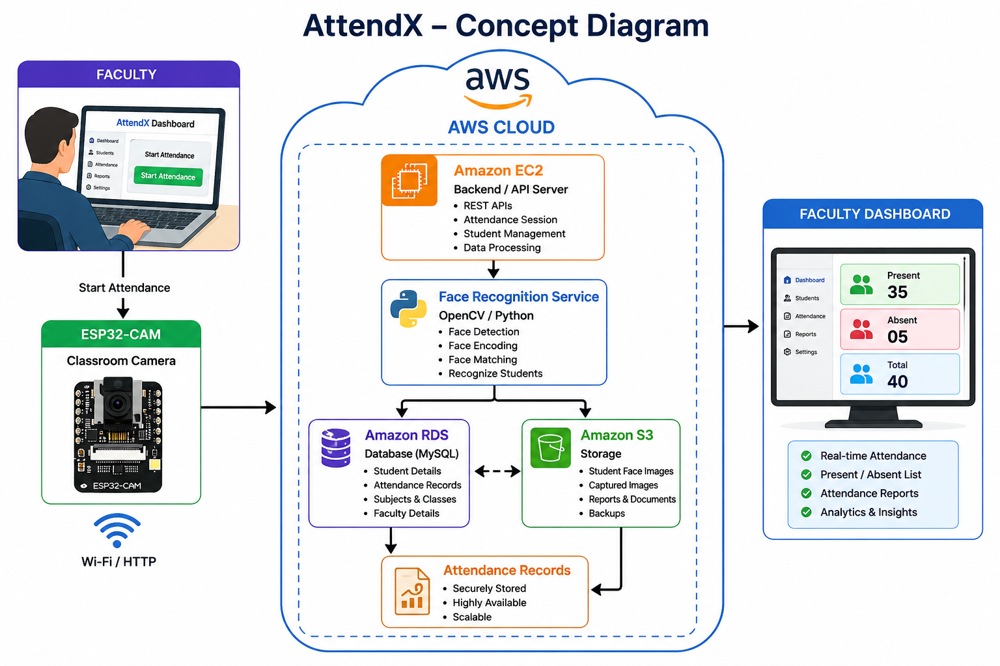 AttendX – Concept Diagram
FACULTY
AttendX Dashboard
Dashboard
Students
Attendance
Reports
Settings
Start Attendance
Start Attendance
Start Attendance
ESP32-CAM
Classroom Camera
ESP32-CAM
Wi-Fi / HTTP
aws
AWS CLOUD
Amazon EC2
Backend / API Server
• REST APIs
• Attendance Session
• Student Management
• Data Processing
Face Recognition Service
OpenCV / Python
• Face Detection
• Face Encoding
• Face Matching
• Recognize Students
Amazon RDS
Database (MySQL)
• Student Details
• Attendance Records
• Subjects & Classes
• Faculty Details
Amazon S3
Storage
• Student Face Images
• Captured Images
• Reports & Documents
• Backups
Attendance Records
• Securely Stored
• Highly Available
• Scalable
FACULTY DASHBOARD
Dashboard
Students
Attendance
Reports
Settings
Present
35
Absent
05
Total
40
Real-time Attendance
Present / Absent List
Attendance Reports
Analytics & Insights